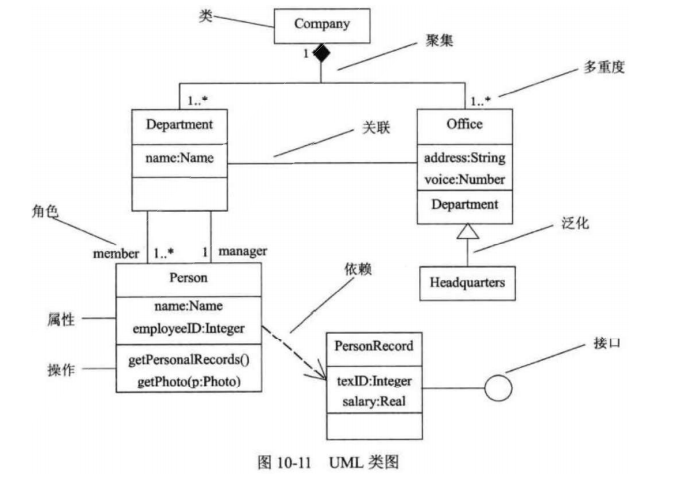 类
Company
1
聚集
多重度
1..*
1..*
Department
name:Name
关联
Office
address:String
voice:Number
Department
角色
member
1..*
1
manager
泛化
Person
依赖
Headquarters
属性
name:Name
employeeID:Integer
PersonRecord
接口
操作
getPersonalRecords()
getPhoto(p:Photo)
texID:Integer
salary:Real
图 10-11 UML 类图